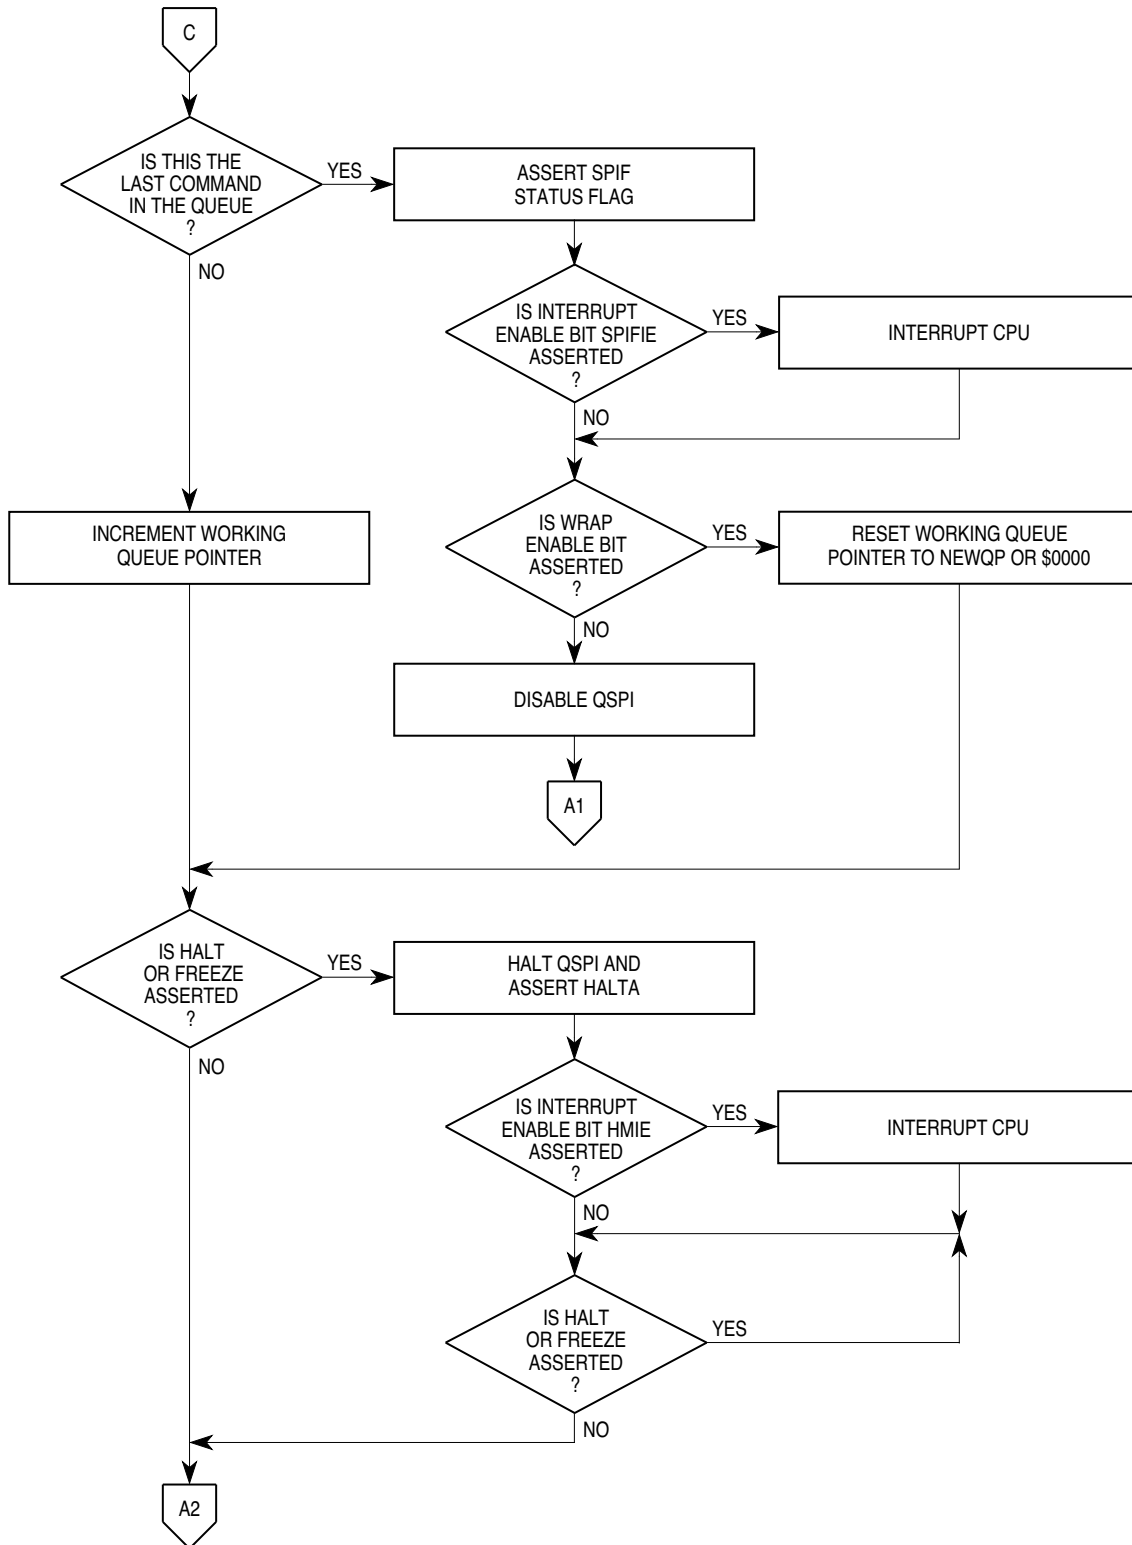 C
IS THIS THE
LAST COMMAND
IN THE QUEUE
?
YES
NO
ASSERT SPIF
STATUS FLAG
IS INTERRUPT
ENABLE BIT SPIFIE
ASSERTED
?
YES
NO
INTERRUPT CPU
INCREMENT WORKING
QUEUE POINTER
IS WRAP
ENABLE BIT
ASSERTED
?
YES
NO
RESET WORKING QUEUE
POINTER TO NEWQP OR $0000
DISABLE QSPI
A1
IS HALT
OR FREEZE
ASSERTED
?
YES
NO
HALT QSPI AND
ASSERT HALTA
IS INTERRUPT
ENABLE BIT HMIE
ASSERTED
?
YES
NO
INTERRUPT CPU
IS HALT
OR FREEZE
ASSERTED
?
YES
NO
A2